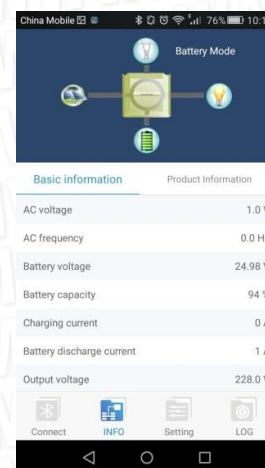 China Mobile 76% 10:1
Battery Mode
Basic information Product Information
AC voltage 1.0 V
AC frequency 0.0 H
Battery voltage 24.98 V
Battery capacity 94 %
Charging current 0 A
Battery discharge current 1 A
Output voltage 228.0 V
Connect INFO Setting LOG